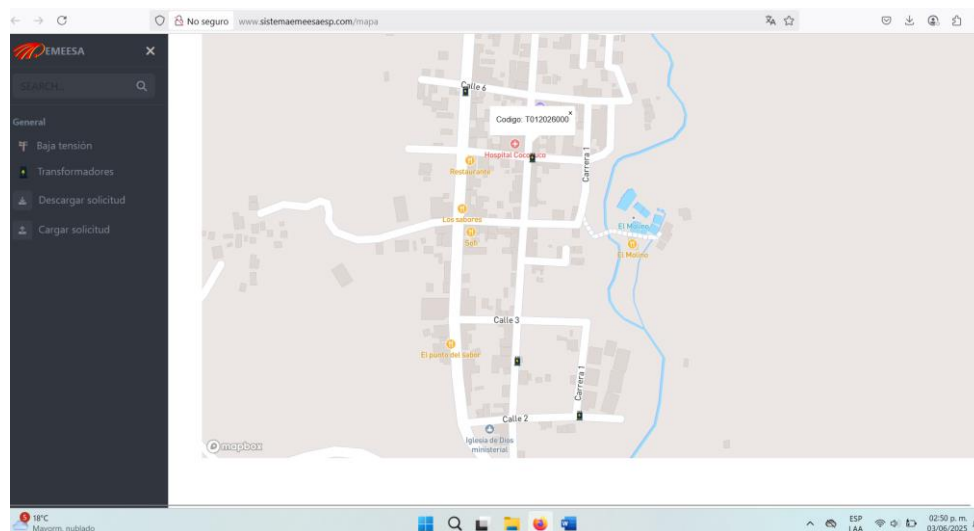 No seguro www.sistemaemeesaesp.com/mapa
EMEESA
SEARCH...
General
Baja tensión
Transformadores
Descargar solicitud
Cargar solicitud
Calle 6
Codigo: T012026000
x
Hospital
Restaurante
Carrera 1
Los sabores
Sofi
El Molino
El Molino
Calle 3
El punto del sabor
Carrera 1
Calle 2
Iglesia de Dios
ministerial
mapbox
5
18°C
Mayorm. nublado
ESP
LAA
02:50 p. m.
03/06/2025